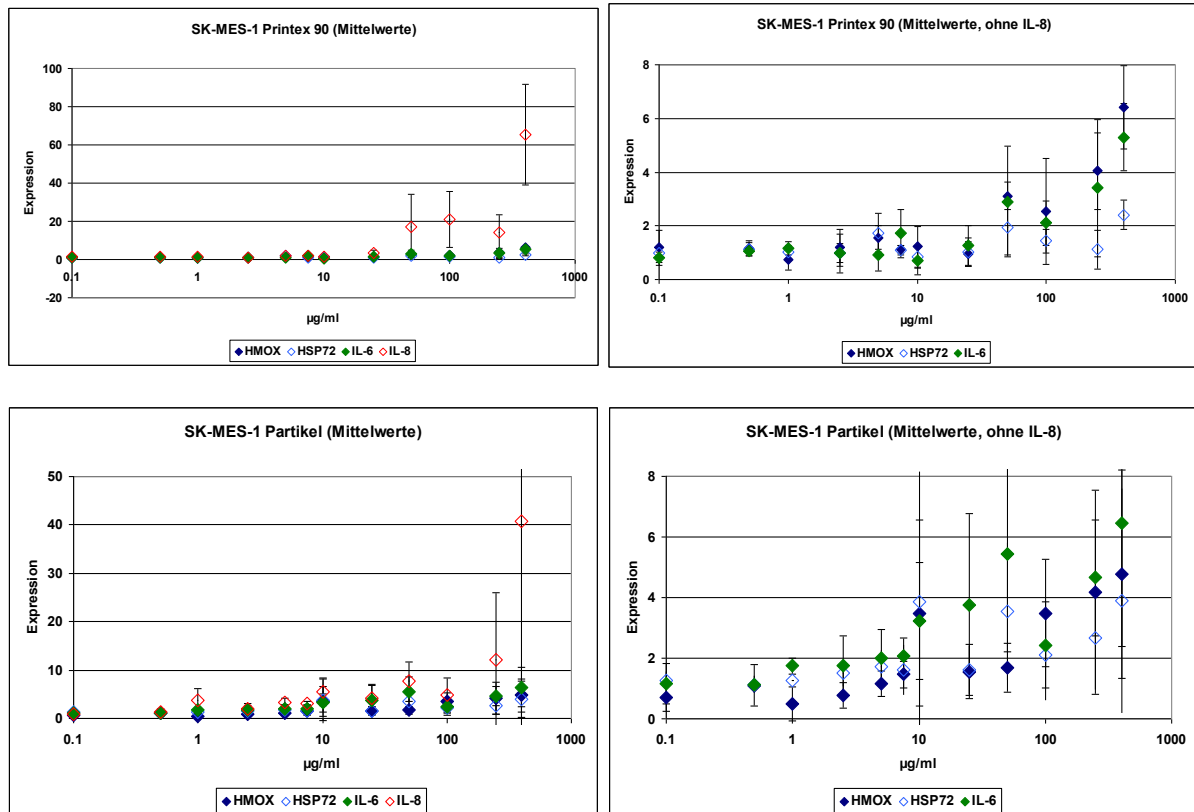 SK-MES-1 Printex 90 (Mittelwerte)
100
80
60
40
20
0
-20
Expression
0.1 1 10 100 1000
µg/ml
HMOX HSP72 IL-6 IL-8
SK-MES-1 Printex 90 (Mittelwerte, ohne IL-8)
8
6
4
2
0
Expression
0.1 1 10 100 1000
µg/ml
HMOX HSP72 IL-6
SK-MES-1 Partikel (Mittelwerte)
50
40
30
20
10
0
Expression
0.1 1 10 100 1000
µg/ml
HMOX HSP72 IL-6 IL-8
SK-MES-1 Partikel (Mittelwerte, ohne IL-8)
8
6
4
2
0
Expression
0.1 1 10 100 1000
µg/ml
HMOX HSP72 IL-6